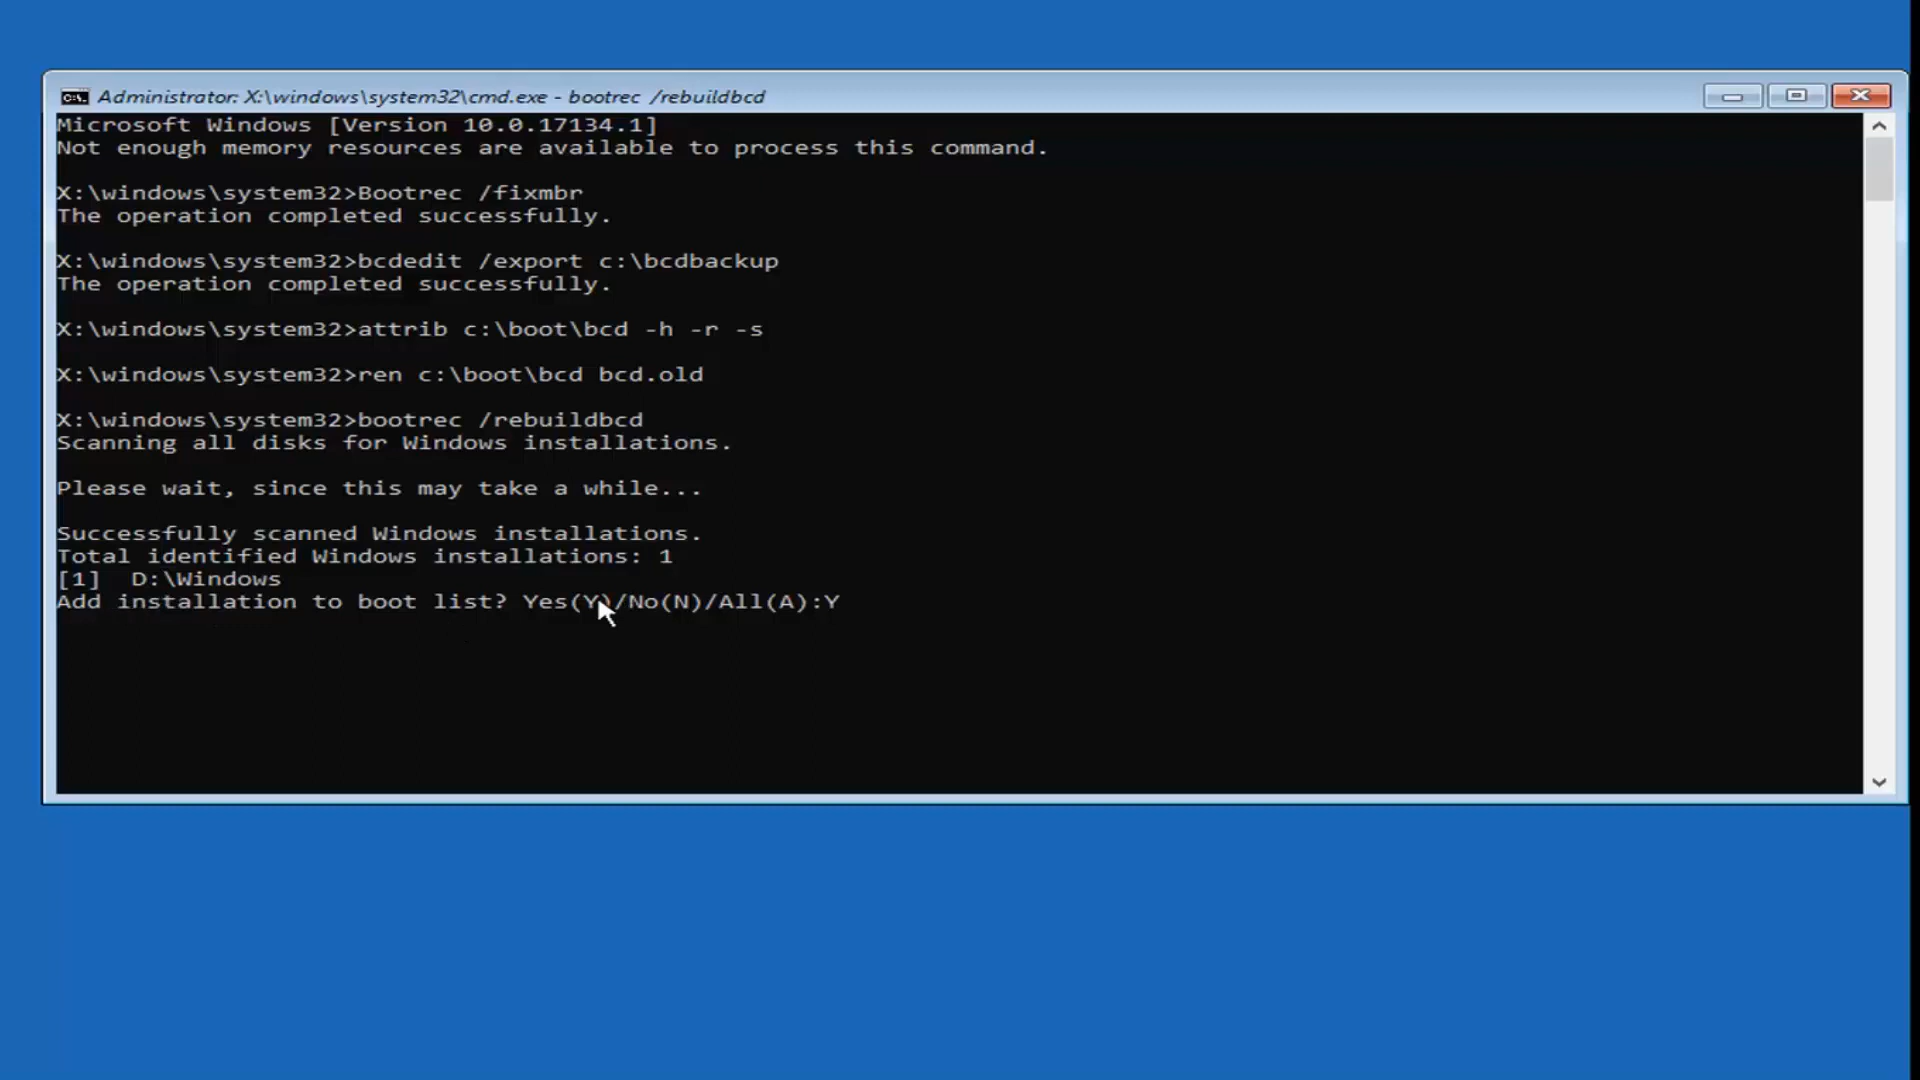 Administrator: X:\windows\system32\cmd.exe - bootrec /rebuildbcd
Microsoft Windows [Version 10.0.17134.1]
Not enough memory resources are available to process this command.
X:\windows\system32>Bootrec /fixmbr
The operation completed successfully.
X:\windows\system32>bcdedit /export c:\bcdbackup
The operation completed successfully.
X:\windows\system32>attrib c:\boot\bcd -h -r -s
X:\windows\system32>ren c:\boot\bcd bcd.old
X:\windows\system32>bootrec /rebuildbcd
Scanning all disks for Windows installations.
Please wait, since this may take a while...
Successfully scanned Windows installations.
Total identified Windows installations: 1
[1]  D:\Windows
Add installation to boot list? Yes(Y)/No(N)/All(A):Y